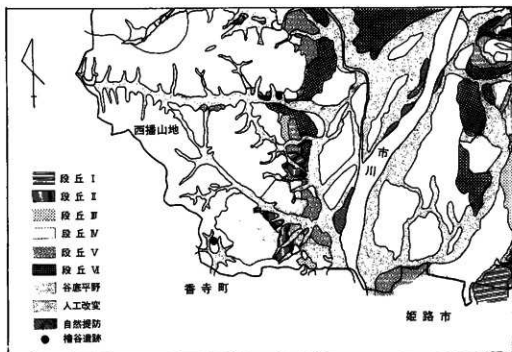 西播山地
市川
段丘 Ⅰ
段丘 Ⅱ
段丘 Ⅲ
段丘 Ⅳ
段丘 Ⅴ
段丘 Ⅵ
谷底平野
人工改変
自然堤防
檜谷遺跡
香寺町
姫路市